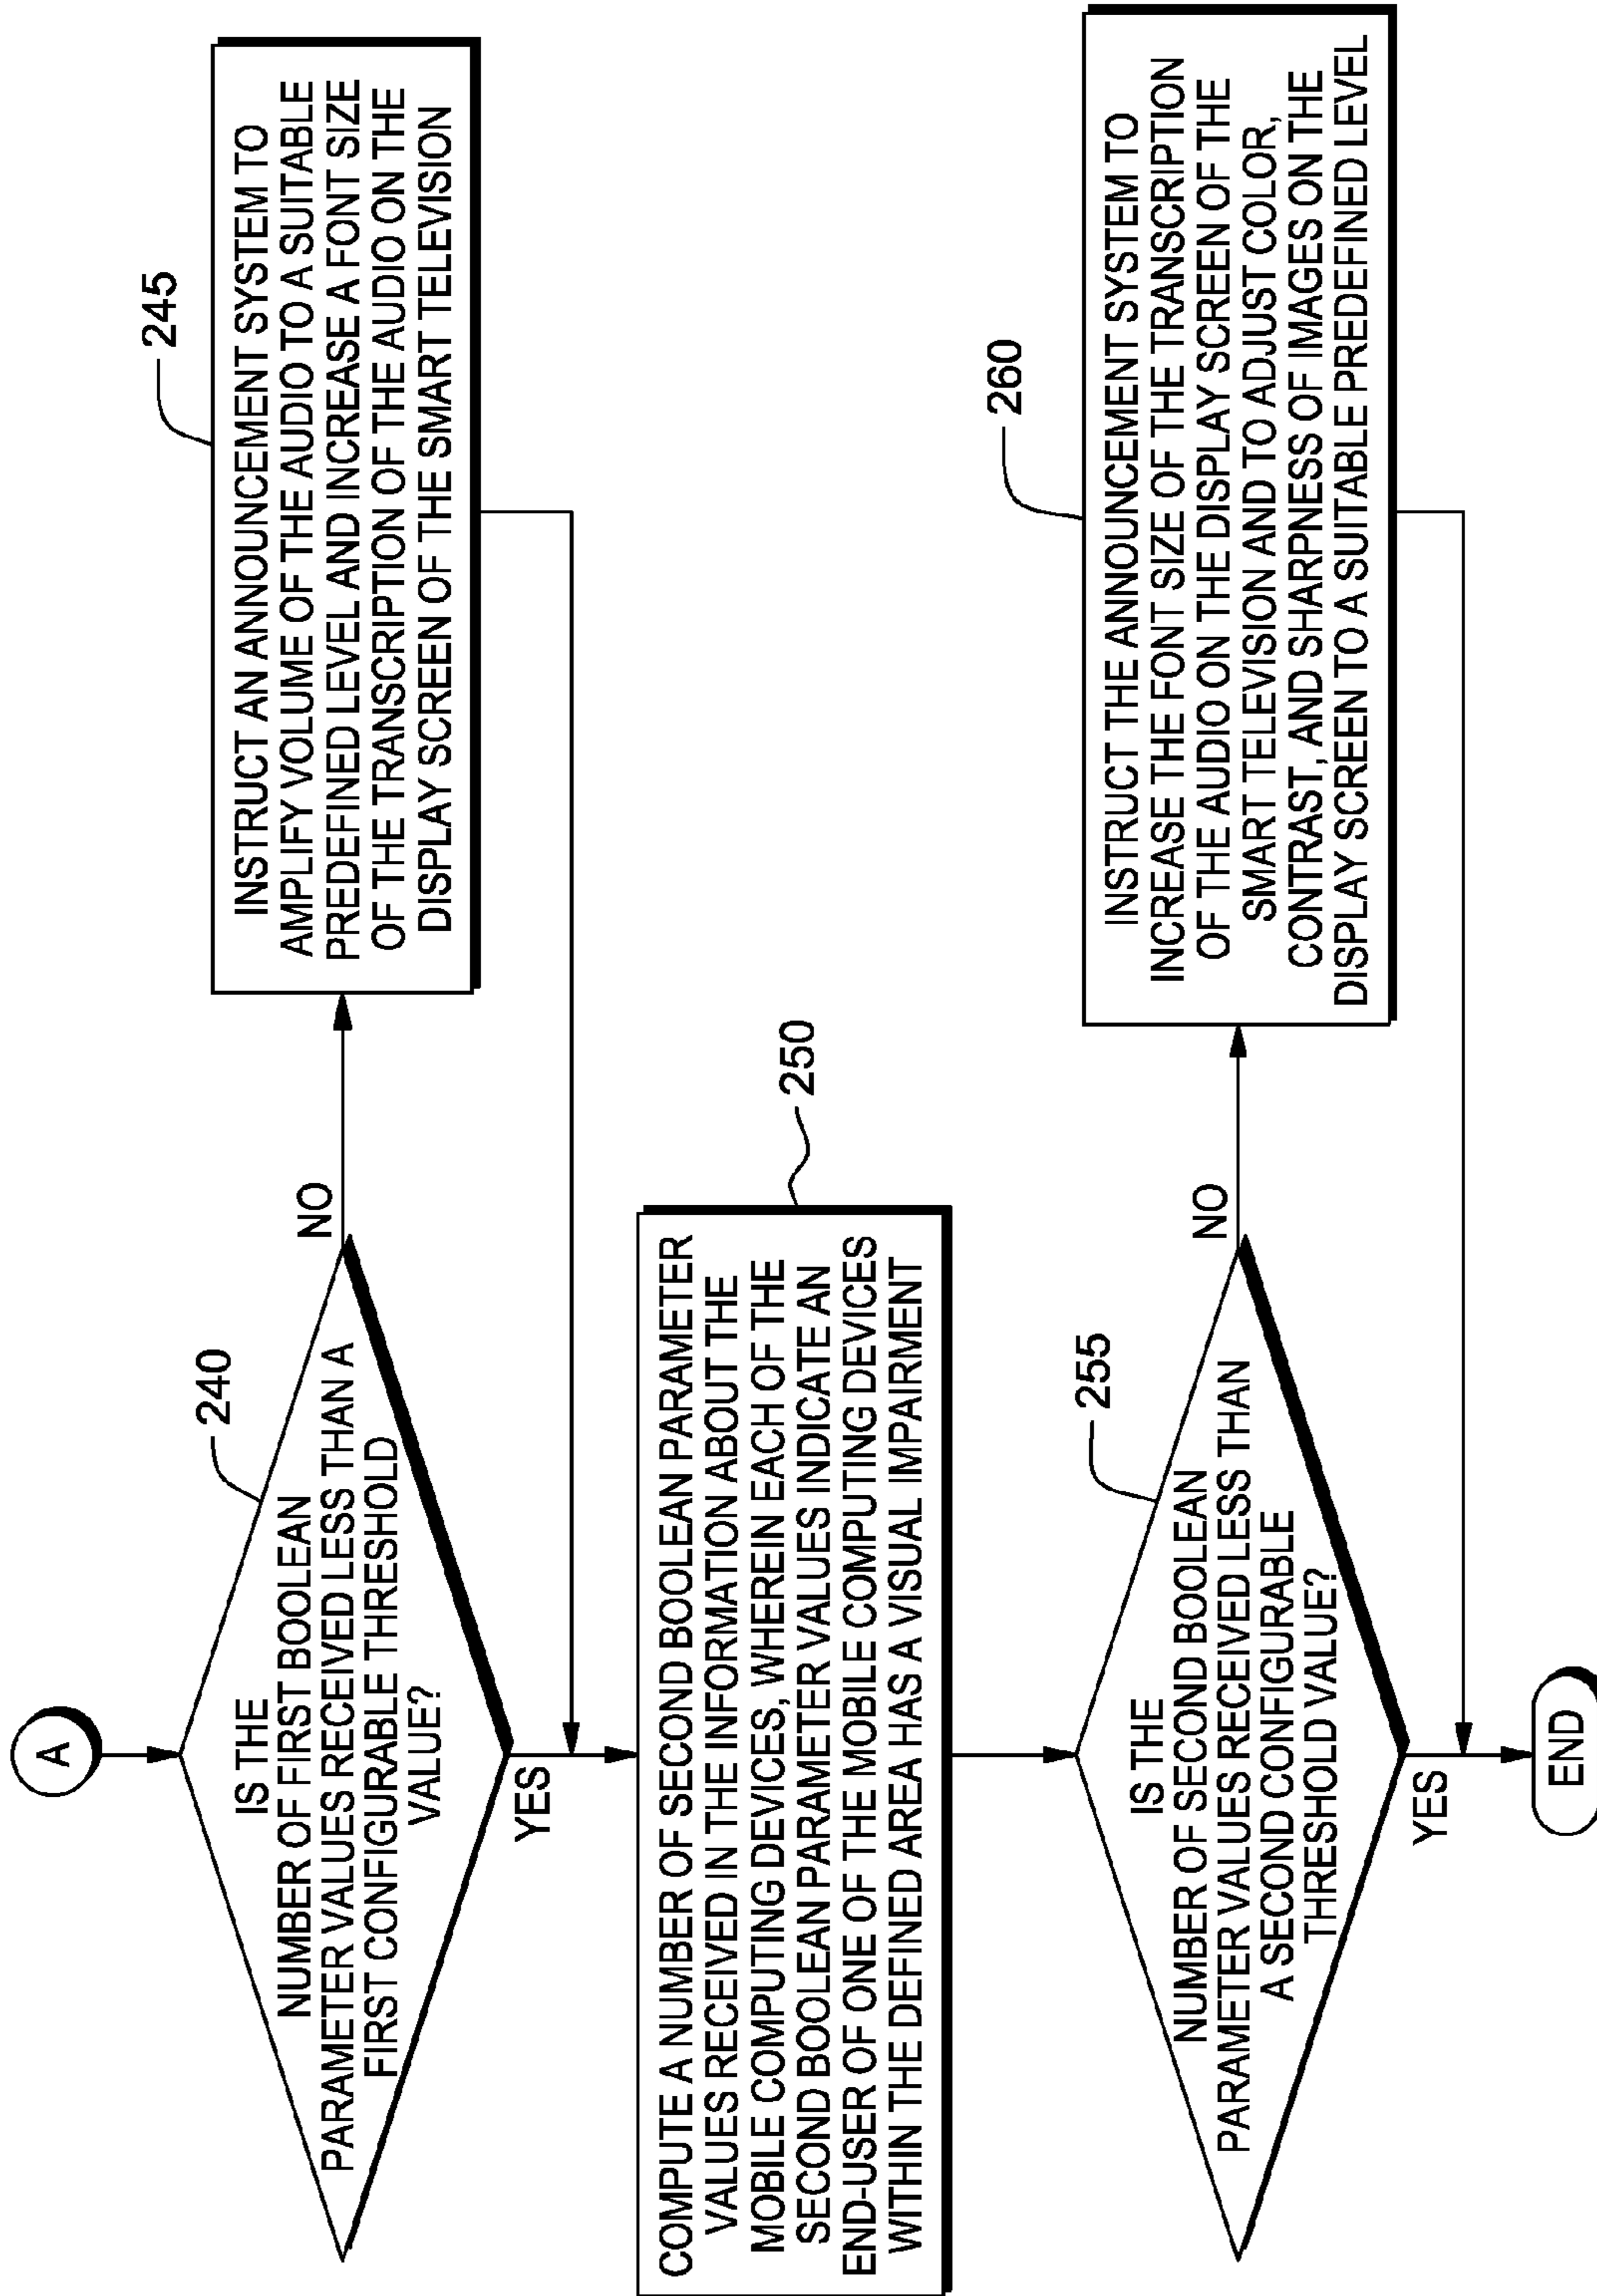 A
240
IS THE
NUMBER OF FIRST BOOLEAN
PARAMETER VALUES RECEIVED LESS THAN A
FIRST CONFIGURABLE THRESHOLD
VALUE?
NO
YES
245
INSTRUCT AN ANNOUNCEMENT SYSTEM TO
AMPLIFY VOLUME OF THE AUDIO TO A SUITABLE
PREDEFINED LEVEL AND INCREASE A FONT SIZE
OF THE TRANSCRIPTION OF THE AUDIO ON THE
DISPLAY SCREEN OF THE SMART TELEVISION
250
COMPUTE A NUMBER OF SECOND BOOLEAN PARAMETER
VALUES RECEIVED IN THE INFORMATION ABOUT THE
MOBILE COMPUTING DEVICES, WHEREIN EACH OF THE
SECOND BOOLEAN PARAMETER VALUES INDICATE AN
END-USER OF ONE OF THE MOBILE COMPUTING DEVICES
WITHIN THE DEFINED AREA HAS A VISUAL IMPAIRMENT
255
IS THE
NUMBER OF SECOND BOOLEAN
PARAMETER VALUES RECEIVED LESS THAN
A SECOND CONFIGURABLE
THRESHOLD VALUE?
NO
YES
260
INSTRUCT THE ANNOUNCEMENT SYSTEM TO
INCREASE THE FONT SIZE OF THE TRANSCRIPTION
OF THE AUDIO ON THE DISPLAY SCREEN OF THE
SMART TELEVISION AND TO ADJUST COLOR,
CONTRAST, AND SHARPNESS OF IMAGES ON THE
DISPLAY SCREEN TO A SUITABLE PREDEFINED LEVEL
END